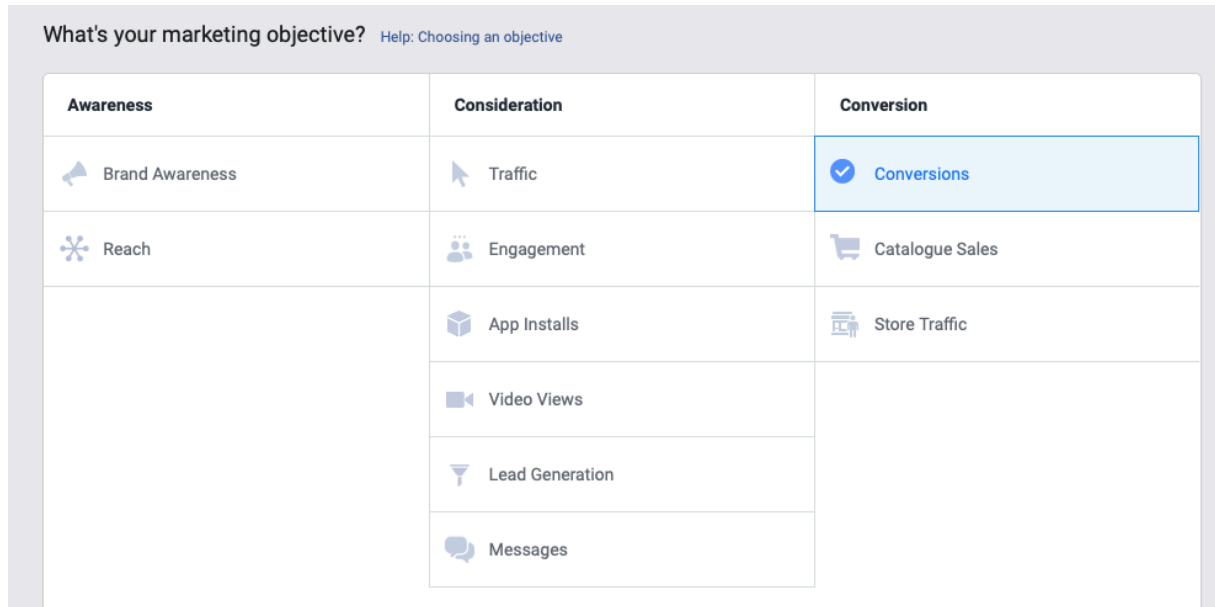 What's your marketing objective? Help: Choosing an objective
Awareness Consideration Conversion
Brand Awareness Traffic Conversions
Reach Engagement Catalogue Sales
App Installs Store Traffic
Video Views
Lead Generation
Messages